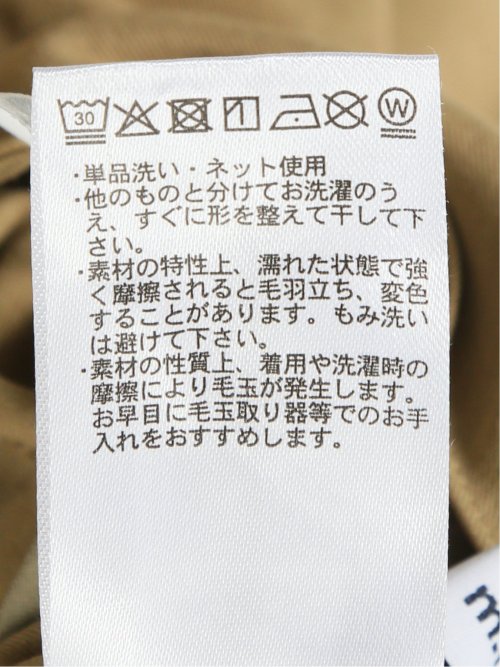 30 W
・単品洗い・ネット使用
・他のものと分けてお洗濯のう
え、すぐに形を整えて干して下
さい。
・素材の特性上、濡れた状態で強
く摩擦されると毛羽立ち、変色
することがあります。もみ洗い
は避けて下さい。
・素材の性質上、着用や洗濯時の
摩擦により毛玉が発生します。
お早目に毛玉取り器等でのお手
入れをおすすめします。